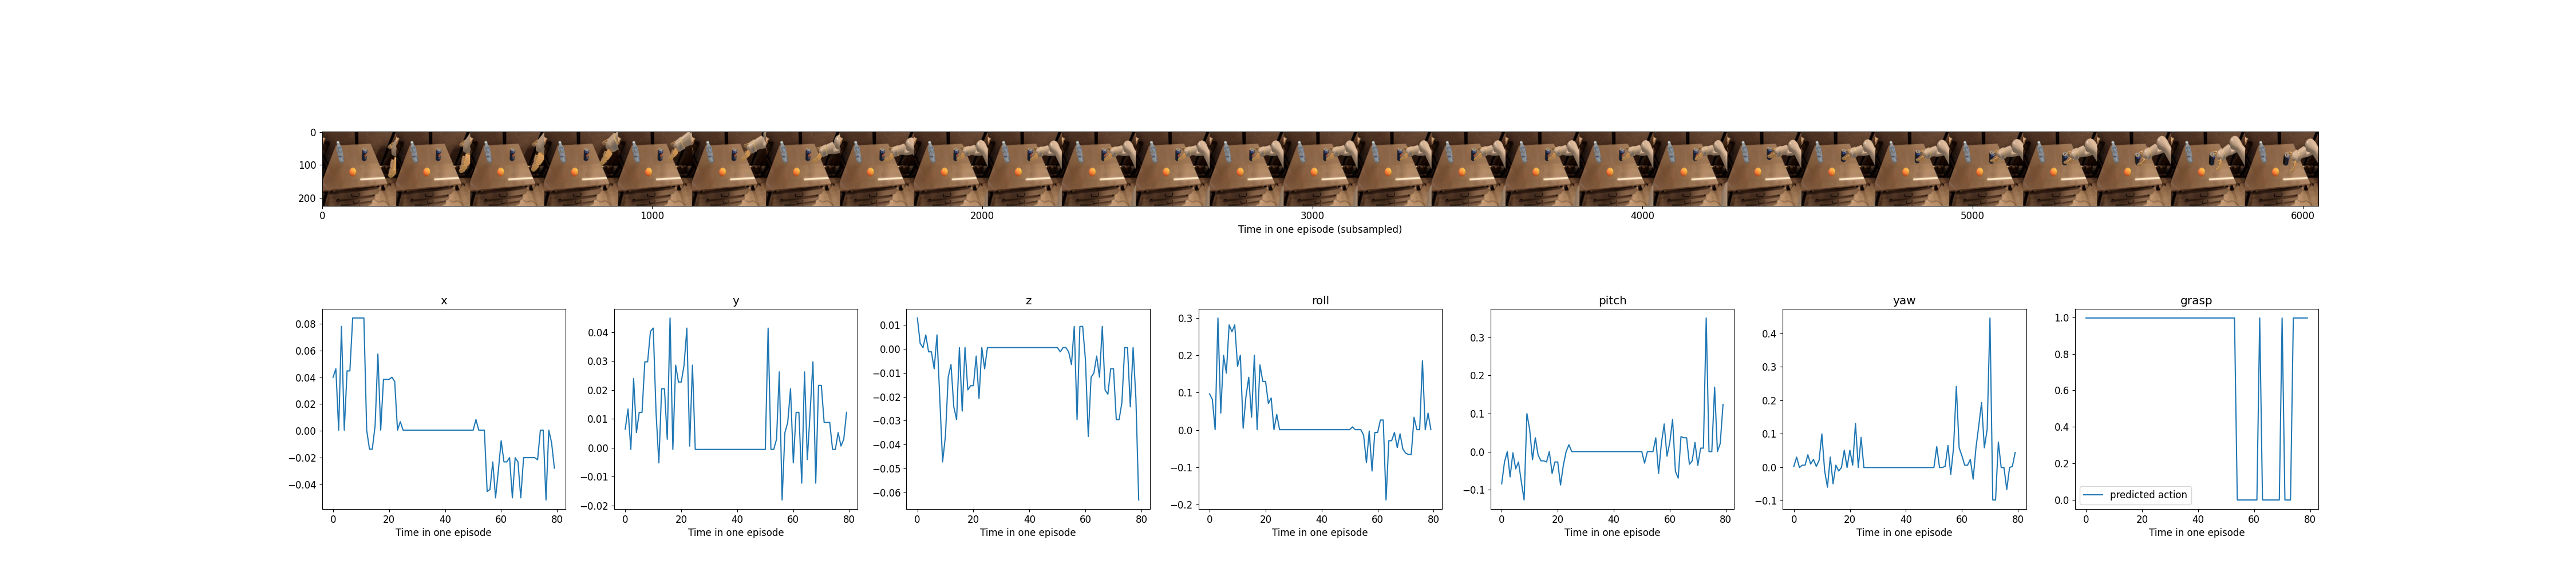 0
100
200
0 1000 2000 3000 4000 5000 6000
Time in one episode (subsampled)
x
0.08
0.06
0.04
0.02
0.00
−0.02
−0.04
0 20 40 60 80
Time in one episode
y
0.04
0.03
0.02
0.01
0.00
−0.01
−0.02
0 20 40 60 80
Time in one episode
z
0.01
0.00
−0.01
−0.02
−0.03
−0.04
−0.05
−0.06
0 20 40 60 80
Time in one episode
roll
0.3
0.2
0.1
0.0
−0.1
−0.2
0 20 40 60 80
Time in one episode
pitch
0.3
0.2
0.1
0.0
−0.1
0 20 40 60 80
Time in one episode
yaw
0.4
0.3
0.2
0.1
0.0
−0.1
0 20 40 60 80
Time in one episode
grasp
1.0
0.8
0.6
0.4
0.2
0.0
predicted action
0 20 40 60 80
Time in one episode